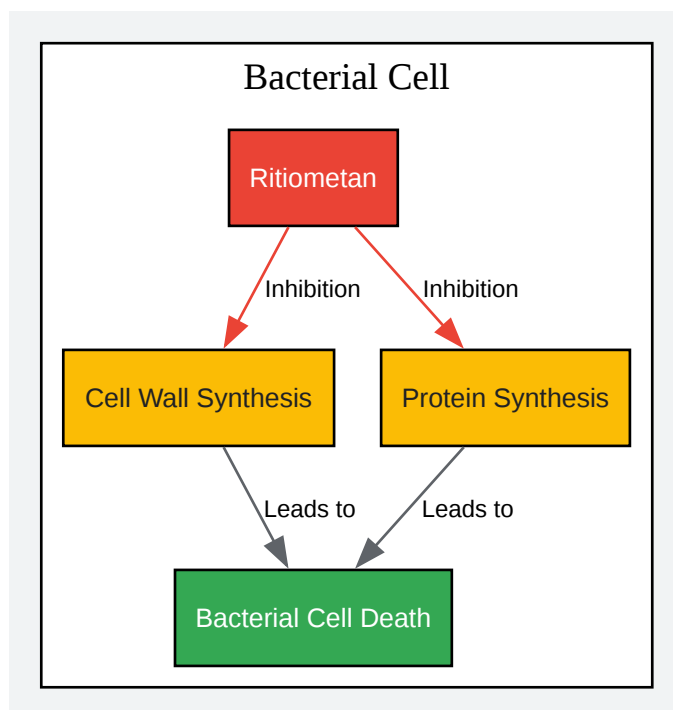 Bacterial Cell
Ritiometan
Inhibition
Inhibition
Cell Wall Synthesis
Protein Synthesis
Leads to
Leads to
Bacterial Cell Death